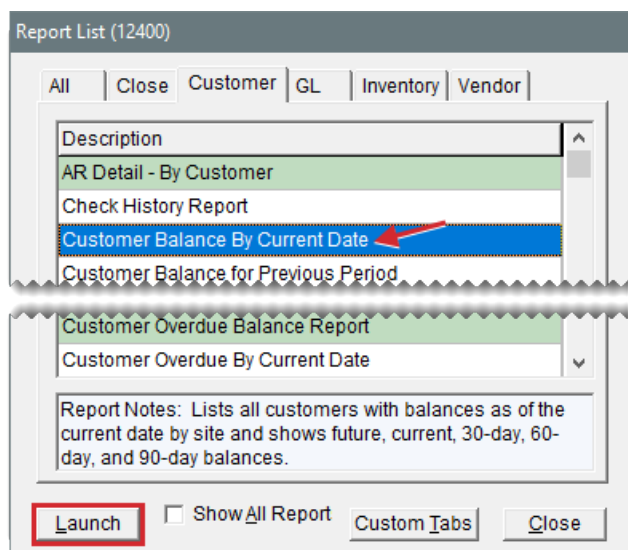 Report List (12400)
All Close Customer GL Inventory Vendor
Description
AR Detail - By Customer
Check History Report
Customer Balance By Current Date
Customer Balance for Previous Period
Customer Overdue Balance Report
Customer Overdue By Current Date
Report Notes: Lists all customers with balances as of the
current date by site and shows future, current, 30-day, 60-
day, and 90-day balances.
Launch Show All Report Custom Tabs Close